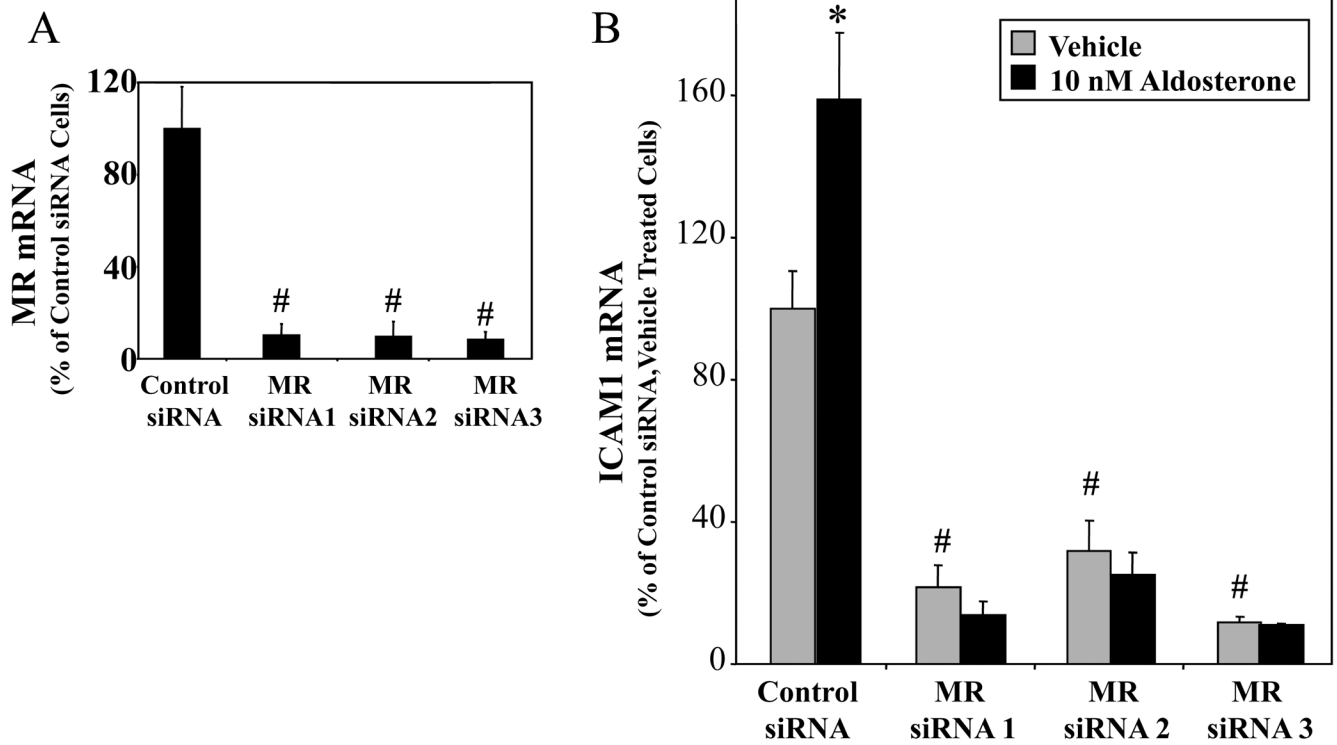 A
MR mRNA
(% of Control siRNA Cells)
120
80
40
0
#
#
#
Control
siRNA
MR
siRNA1
MR
siRNA2
MR
siRNA3
B
ICAM1 mRNA
(% of Control siRNA,Vehicle Treated Cells)
160
120
80
40
0
*
#
#
#
Vehicle
10 nM Aldosterone
Control
siRNA
MR
siRNA 1
MR
siRNA 2
MR
siRNA 3